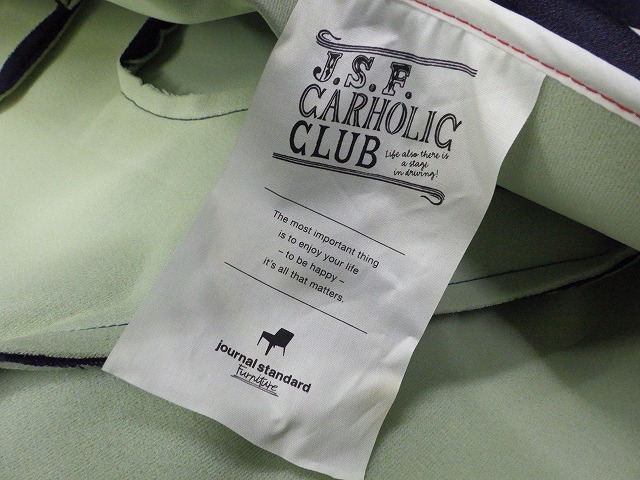 J.S.F.
CARHOLIC
CLUB
Life also there is
a stage
in driving!
The most important thing
is to enjoy your life
– to be happy –
it's all that matters.
journal standard
Furniture